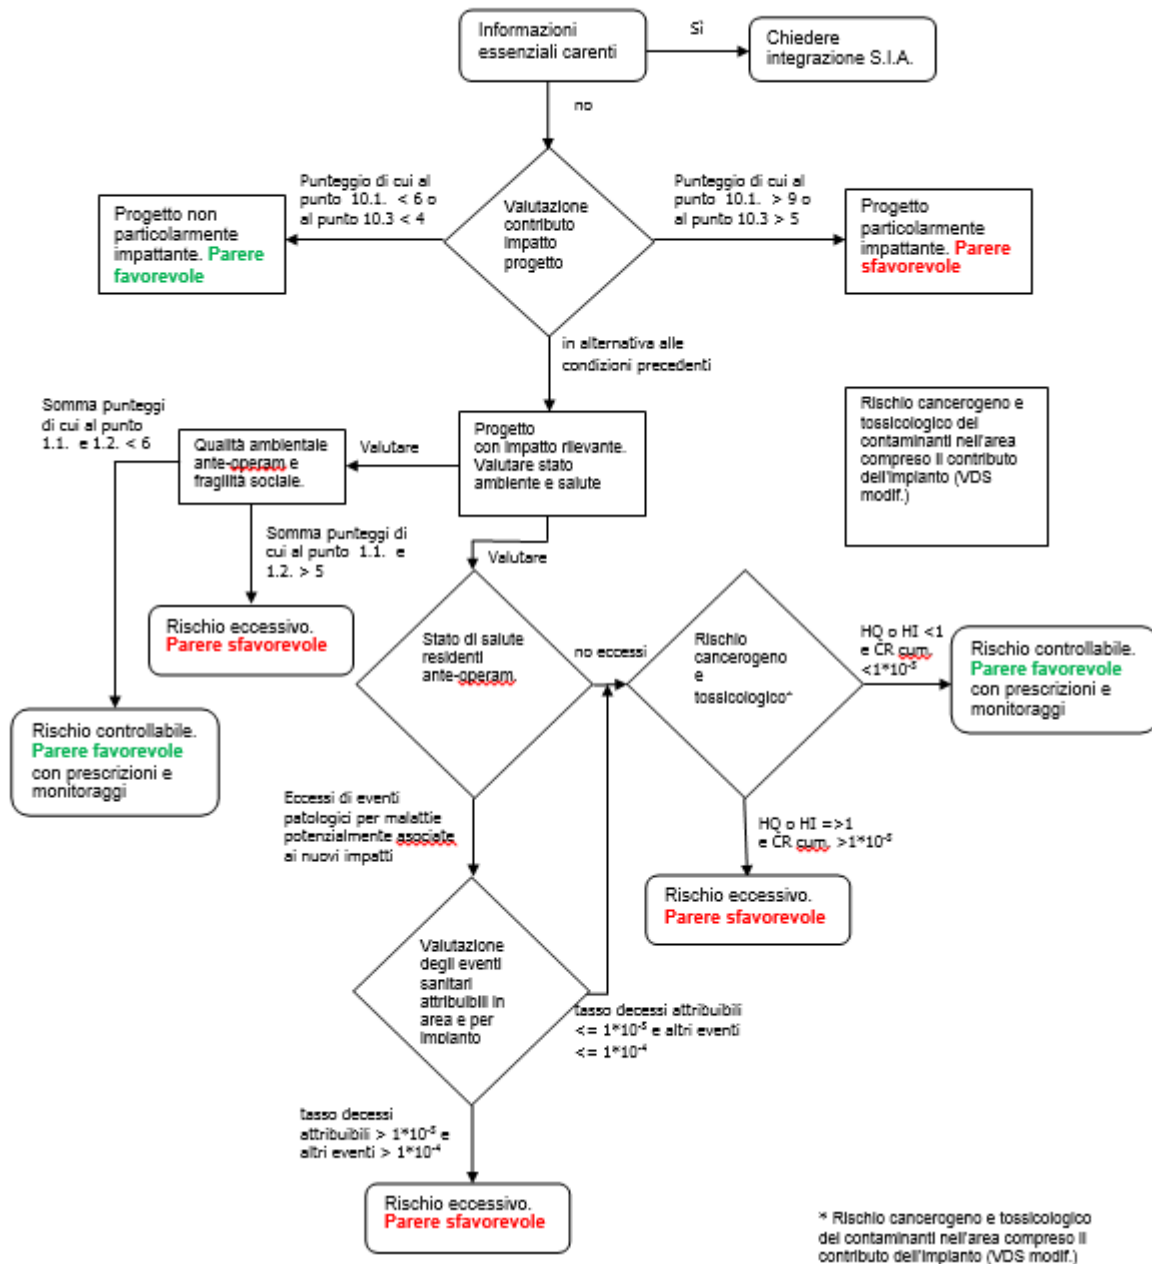 Informazioni
essenziali carenti
Sì
Chiedere
integrazione S.I.A.
no
Punteggio di cui al
punto 10.1. < 6 o
al punto 10.3 < 4
Valutazione
contributo
impatto
progetto
Punteggio di cui al
punto 10.1. > 9 o
al punto 10.3 > 5
Progetto non
particolarmente
impattante. Parere
favorevole
Progetto
particolarmente
impattante. Parere
sfavorevole
in alternativa alle
condizioni precedenti
Somma punteggi
di cui al punto
1.1. e 1.2. < 6
Qualità ambientale
ante-operam e
fragilità sociale.
Valutare
Progetto
con impatto rilevante.
Valutare stato
ambiente e salute
Rischio cancerogeno e
tossicologico dei
contaminanti nell'area
compreso il contributo
dell'impianto (VDS
modif.)
Somma punteggi di
cui al punto 1.1. e
1.2. > 5
Valutare
Rischio eccessivo.
Parere sfavorevole
Stato di salute
residenti
ante-operam.
no eccessi
Rischio
cancerogeno
e
tossicologico*
HQ o HI <1
e CR cum.
<1*10⁻⁵
Rischio controllabile.
Parere favorevole
con prescrizioni e
monitoraggi
Rischio controllabile.
Parere favorevole
con prescrizioni e
monitoraggi
Eccessi di eventi
patologici per malattie
potenzialmente asociate
ai nuovi impatti
HQ o HI =>1
e CR cum. >1*10⁻⁵
Rischio eccessivo.
Parere sfavorevole
Valutazione
degli eventi
sanitari
attribuibili in
area e per
impianto
tasso decessi attribuibili
<= 1*10⁻⁵ e altri eventi
<= 1*10⁻⁴
tasso decessi
attribuibili > 1*10⁻⁵ e
altri eventi > 1*10⁻⁴
Rischio eccessivo.
Parere sfavorevole
* Rischio cancerogeno e tossicologico
dei contaminanti nell'area compreso il
contributo dell'impianto (VDS modif.)